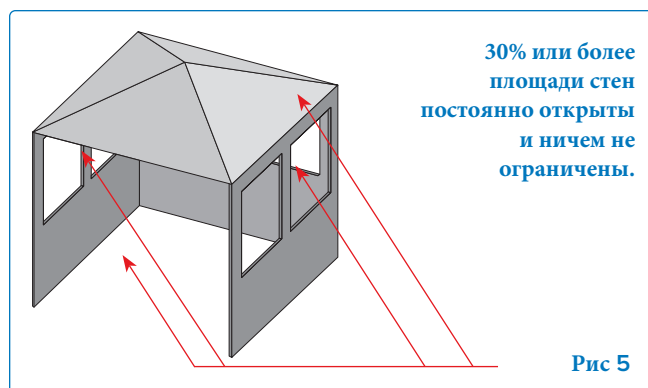 30% или более
площади стен
постоянно открыты
и ничем не
ограничены.
Рис 5